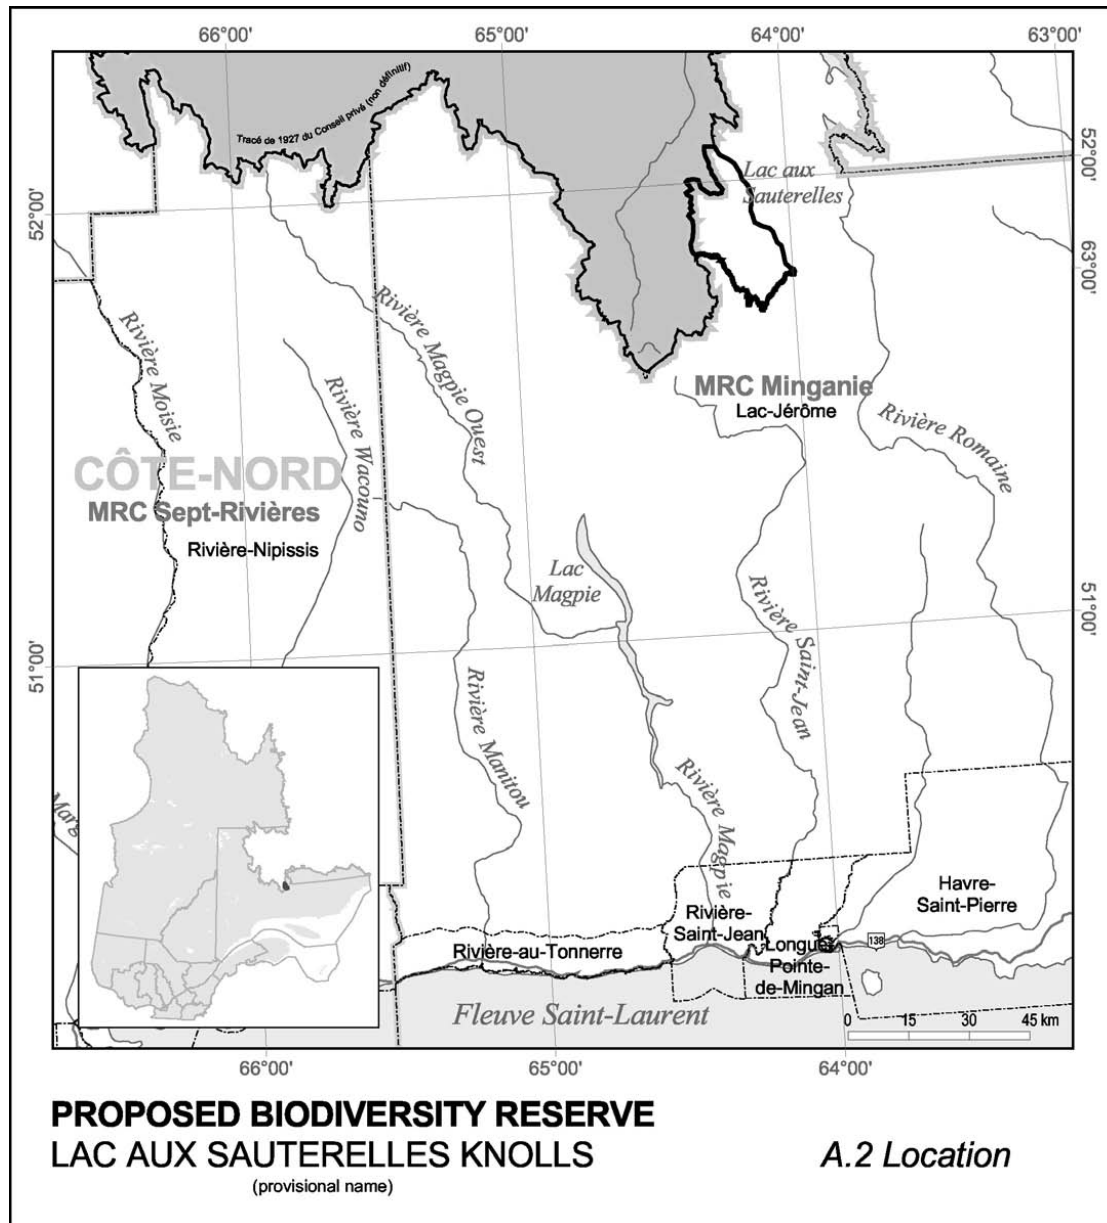 66°00'
65°00'
64°00'
63°00'
Tracé de 1927 du Conseil privé (non définitif)
52°00'
Lac aux
Sauterelles
52°00'
63°00'
Rivière Moisie
Rivière Wacouno
Rivière Magpie Ouest
MRC Minganie
Lac-Jérôme
Rivière Romaine
CÔTE-NORD
MRC Sept-Rivières
Rivière-Nipissis
Lac
Magpie
Rivière Saint-Jean
51°00'
51°00'
Rivière Manitou
Rivière Magpie
Marg
Havre-
Saint-Pierre
Rivière-
Saint-Jean
Rivière-au-Tonnerre
Longue-
Pointe-
de-Mingan
138
Fleuve Saint-Laurent
0 15 30 45 km
66°00'
65°00'
64°00'
PROPOSED BIODIVERSITY RESERVE
LAC AUX SAUTERELLES KNOLLS
(provisional name)
A.2 Location